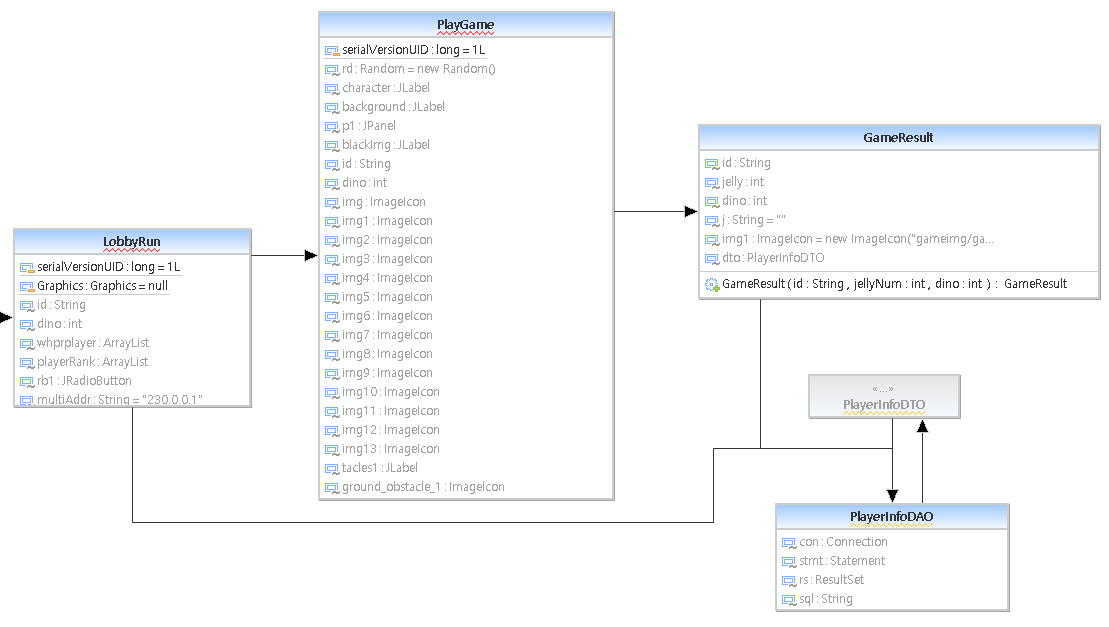 PlayGame
serialVersionUID : long = 1L
rd : Random = new Random()
character : JLabel
background : JLabel
p1 : JPanel
blackImg : JLabel
id : String
dino : int
img : ImageIcon
img1 : ImageIcon
img2 : ImageIcon
img3 : ImageIcon
img4 : ImageIcon
img5 : ImageIcon
img6 : ImageIcon
img7 : ImageIcon
img8 : ImageIcon
img9 : ImageIcon
img10 : ImageIcon
img11 : ImageIcon
img12 : ImageIcon
img13 : ImageIcon
tacles1 : JLabel
ground_obstacle_1 : ImageIcon
GameResult
id : String
jelly : int
dino : int
j : String = ""
img1 : ImageIcon = new ImageIcon("gameimg/ga...
dto : PlayerInfoDTO
GameResult ( id : String , jellyNum : int , dino : int ) : GameResult
LobbyRun
serialVersionUID : long = 1L
Graphics : Graphics = null
id : String
dino : int
whprplayer : ArrayList
playerRank : ArrayList
rb1 : JRadioButton
multiAddr : String = "230.0.0.1"
«...»
PlayerInfoDTO
PlayerInfoDAO
con : Connection
stmt : Statement
rs : ResultSet
sql : String